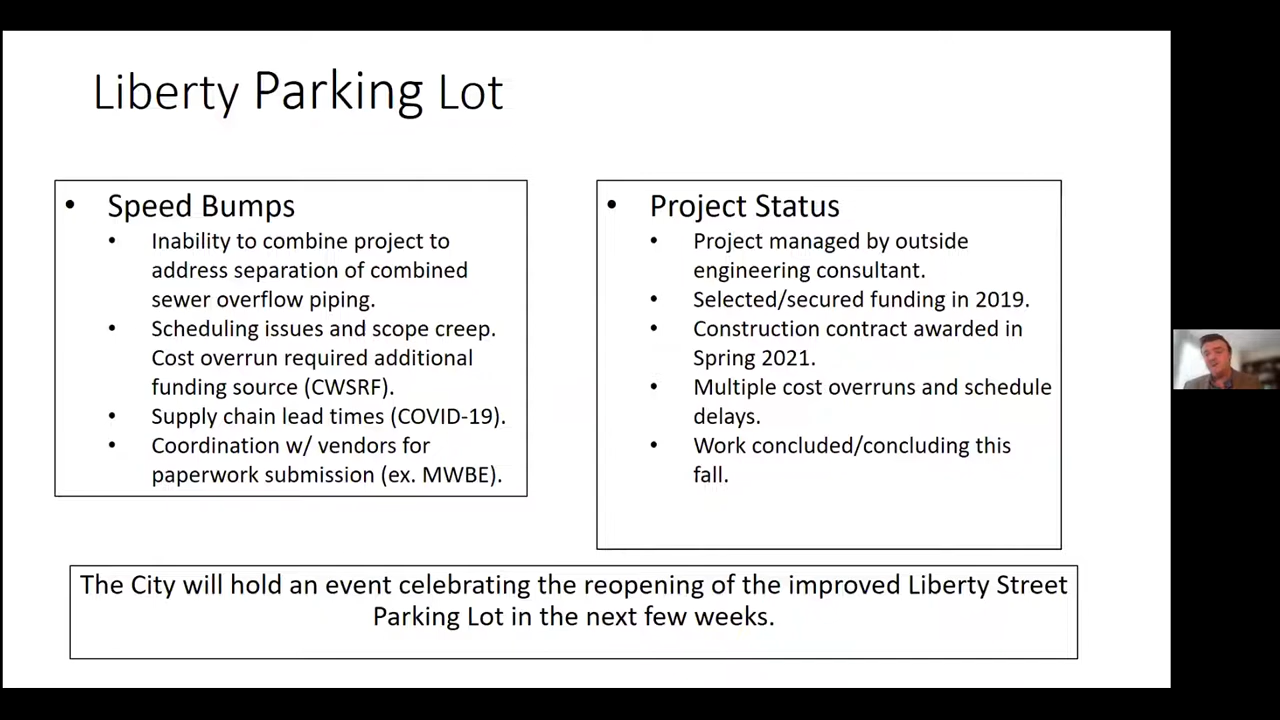 Liberty Parking Lot
• Speed Bumps
• Inability to combine project to
address separation of combined
sewer overflow piping.
• Scheduling issues and scope creep.
Cost overrun required additional
funding source (CWSRF).
• Supply chain lead times (COVID-19).
• Coordination w/ vendors for
paperwork submission (ex. MWBE).
• Project Status
• Project managed by outside
engineering consultant.
• Selected/secured funding in 2019.
• Construction contract awarded in
Spring 2021.
• Multiple cost overruns and schedule
delays.
• Work concluded/concluding this
fall.
The City will hold an event celebrating the reopening of the improved Liberty Street
Parking Lot in the next few weeks.